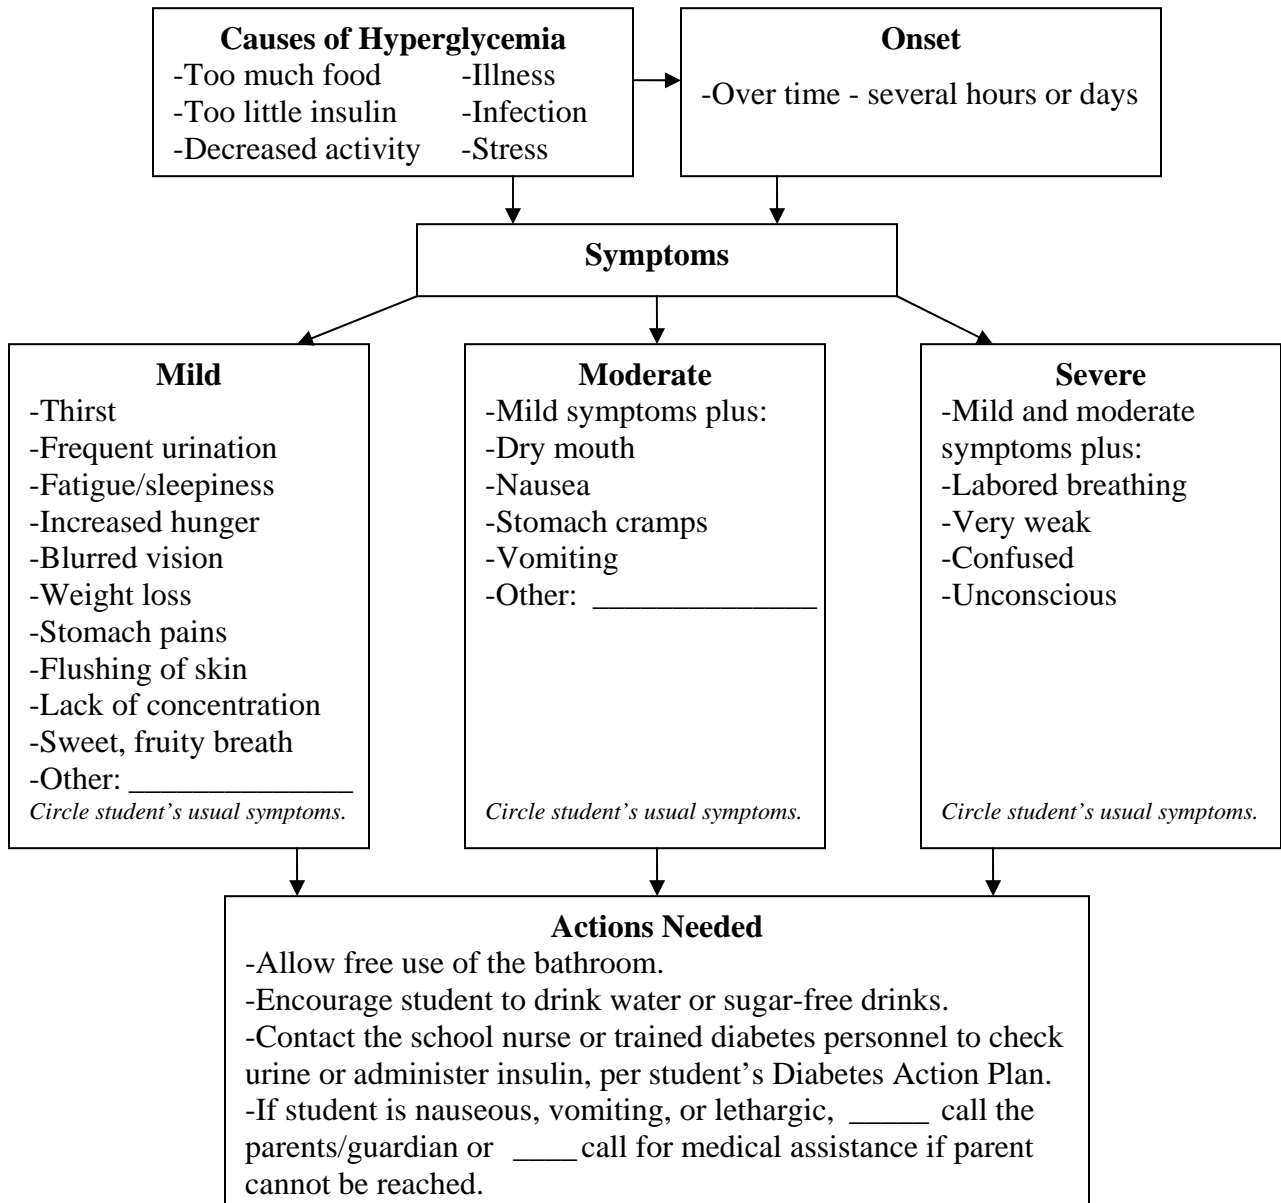 Causes of Hyperglycemia
-Too much food -Illness
-Too little insulin -Infection
-Decreased activity -Stress
Onset
-Over time - several hours or days
Symptoms
Mild
-Thirst
-Frequent urination
-Fatigue/sleepiness
-Increased hunger
-Blurred vision
-Weight loss
-Stomach pains
-Flushing of skin
-Lack of concentration
-Sweet, fruity breath
-Other: ______________
Circle student’s usual symptoms.
Moderate
-Mild symptoms plus:
-Dry mouth
-Nausea
-Stomach cramps
-Vomiting
-Other: ______________
Circle student’s usual symptoms.
Severe
-Mild and moderate
symptoms plus:
-Labored breathing
-Very weak
-Confused
-Unconscious
Circle student’s usual symptoms.
Actions Needed
-Allow free use of the bathroom.
-Encourage student to drink water or sugar-free drinks.
-Contact the school nurse or trained diabetes personnel to check
urine or administer insulin, per student’s Diabetes Action Plan.
-If student is nauseous, vomiting, or lethargic, _____ call the
parents/guardian or ____ call for medical assistance if parent
cannot be reached.